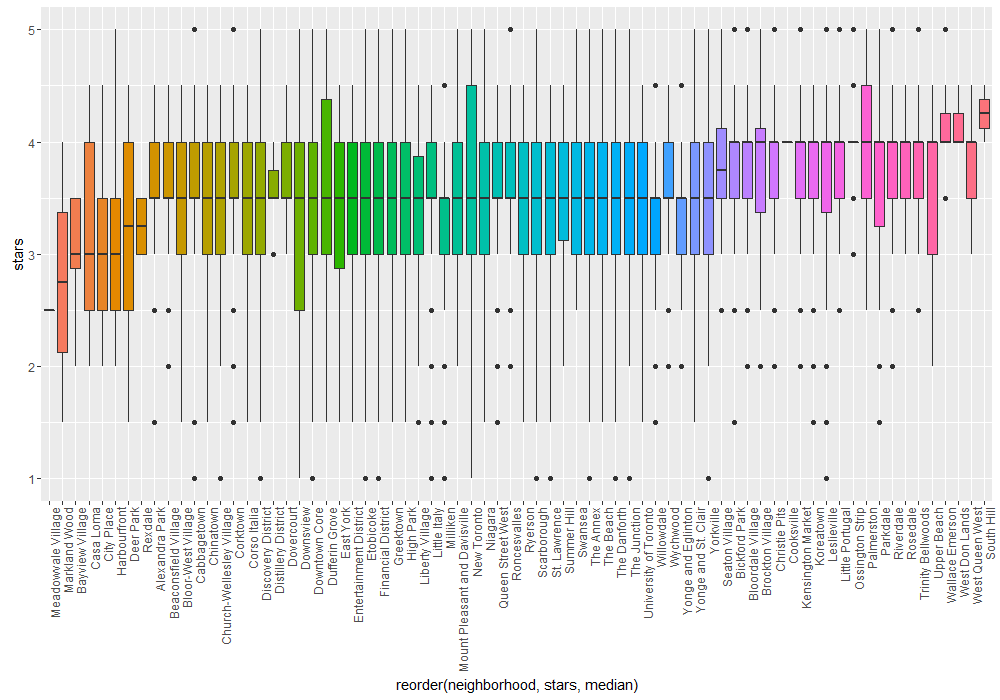 5
4
3
2
1
stars
Meadowvale Village
Markland Wood
Bayview Village
Casa Loma
City Place
Harbourfront
Deer Park
Rexdale
Alexandra Park
Beaconsfield Village
Bloor-West Village
Cabbagetown
Chinatown
Church-Wellesley Village
Corktown
Corso Italia
Discovery District
Distillery District
Dovercourt
Downsview
Downtown Core
Dufferin Grove
East York
Entertainment District
Etobicoke
Financial District
Greektown
High Park
Liberty Village
Little Italy
Milliken
Mount Pleasant and Davisville
New Toronto
Niagara
Queen Street West
Roncesvalles
Ryerson
Scarborough
St. Lawrence
Summer Hill
Swansea
The Annex
The Beach
The Danforth
The Junction
University of Toronto
Willowdale
Wychwood
Yonge and Eglinton
Yonge and St. Clair
Yorkville
Seaton Village
Bickford Park
Bloordale Village
Brockton Village
Christie Pits
Cooksville
Kensington Market
Koreatown
Leslieville
Little Portugal
Ossington Strip
Palmerston
Parkdale
Riverdale
Rosedale
Trinity Bellwoods
Upper Beach
Wallace Emerson
West Don Lands
West Queen West
South Hill
reorder(neighborhood, stars, median)